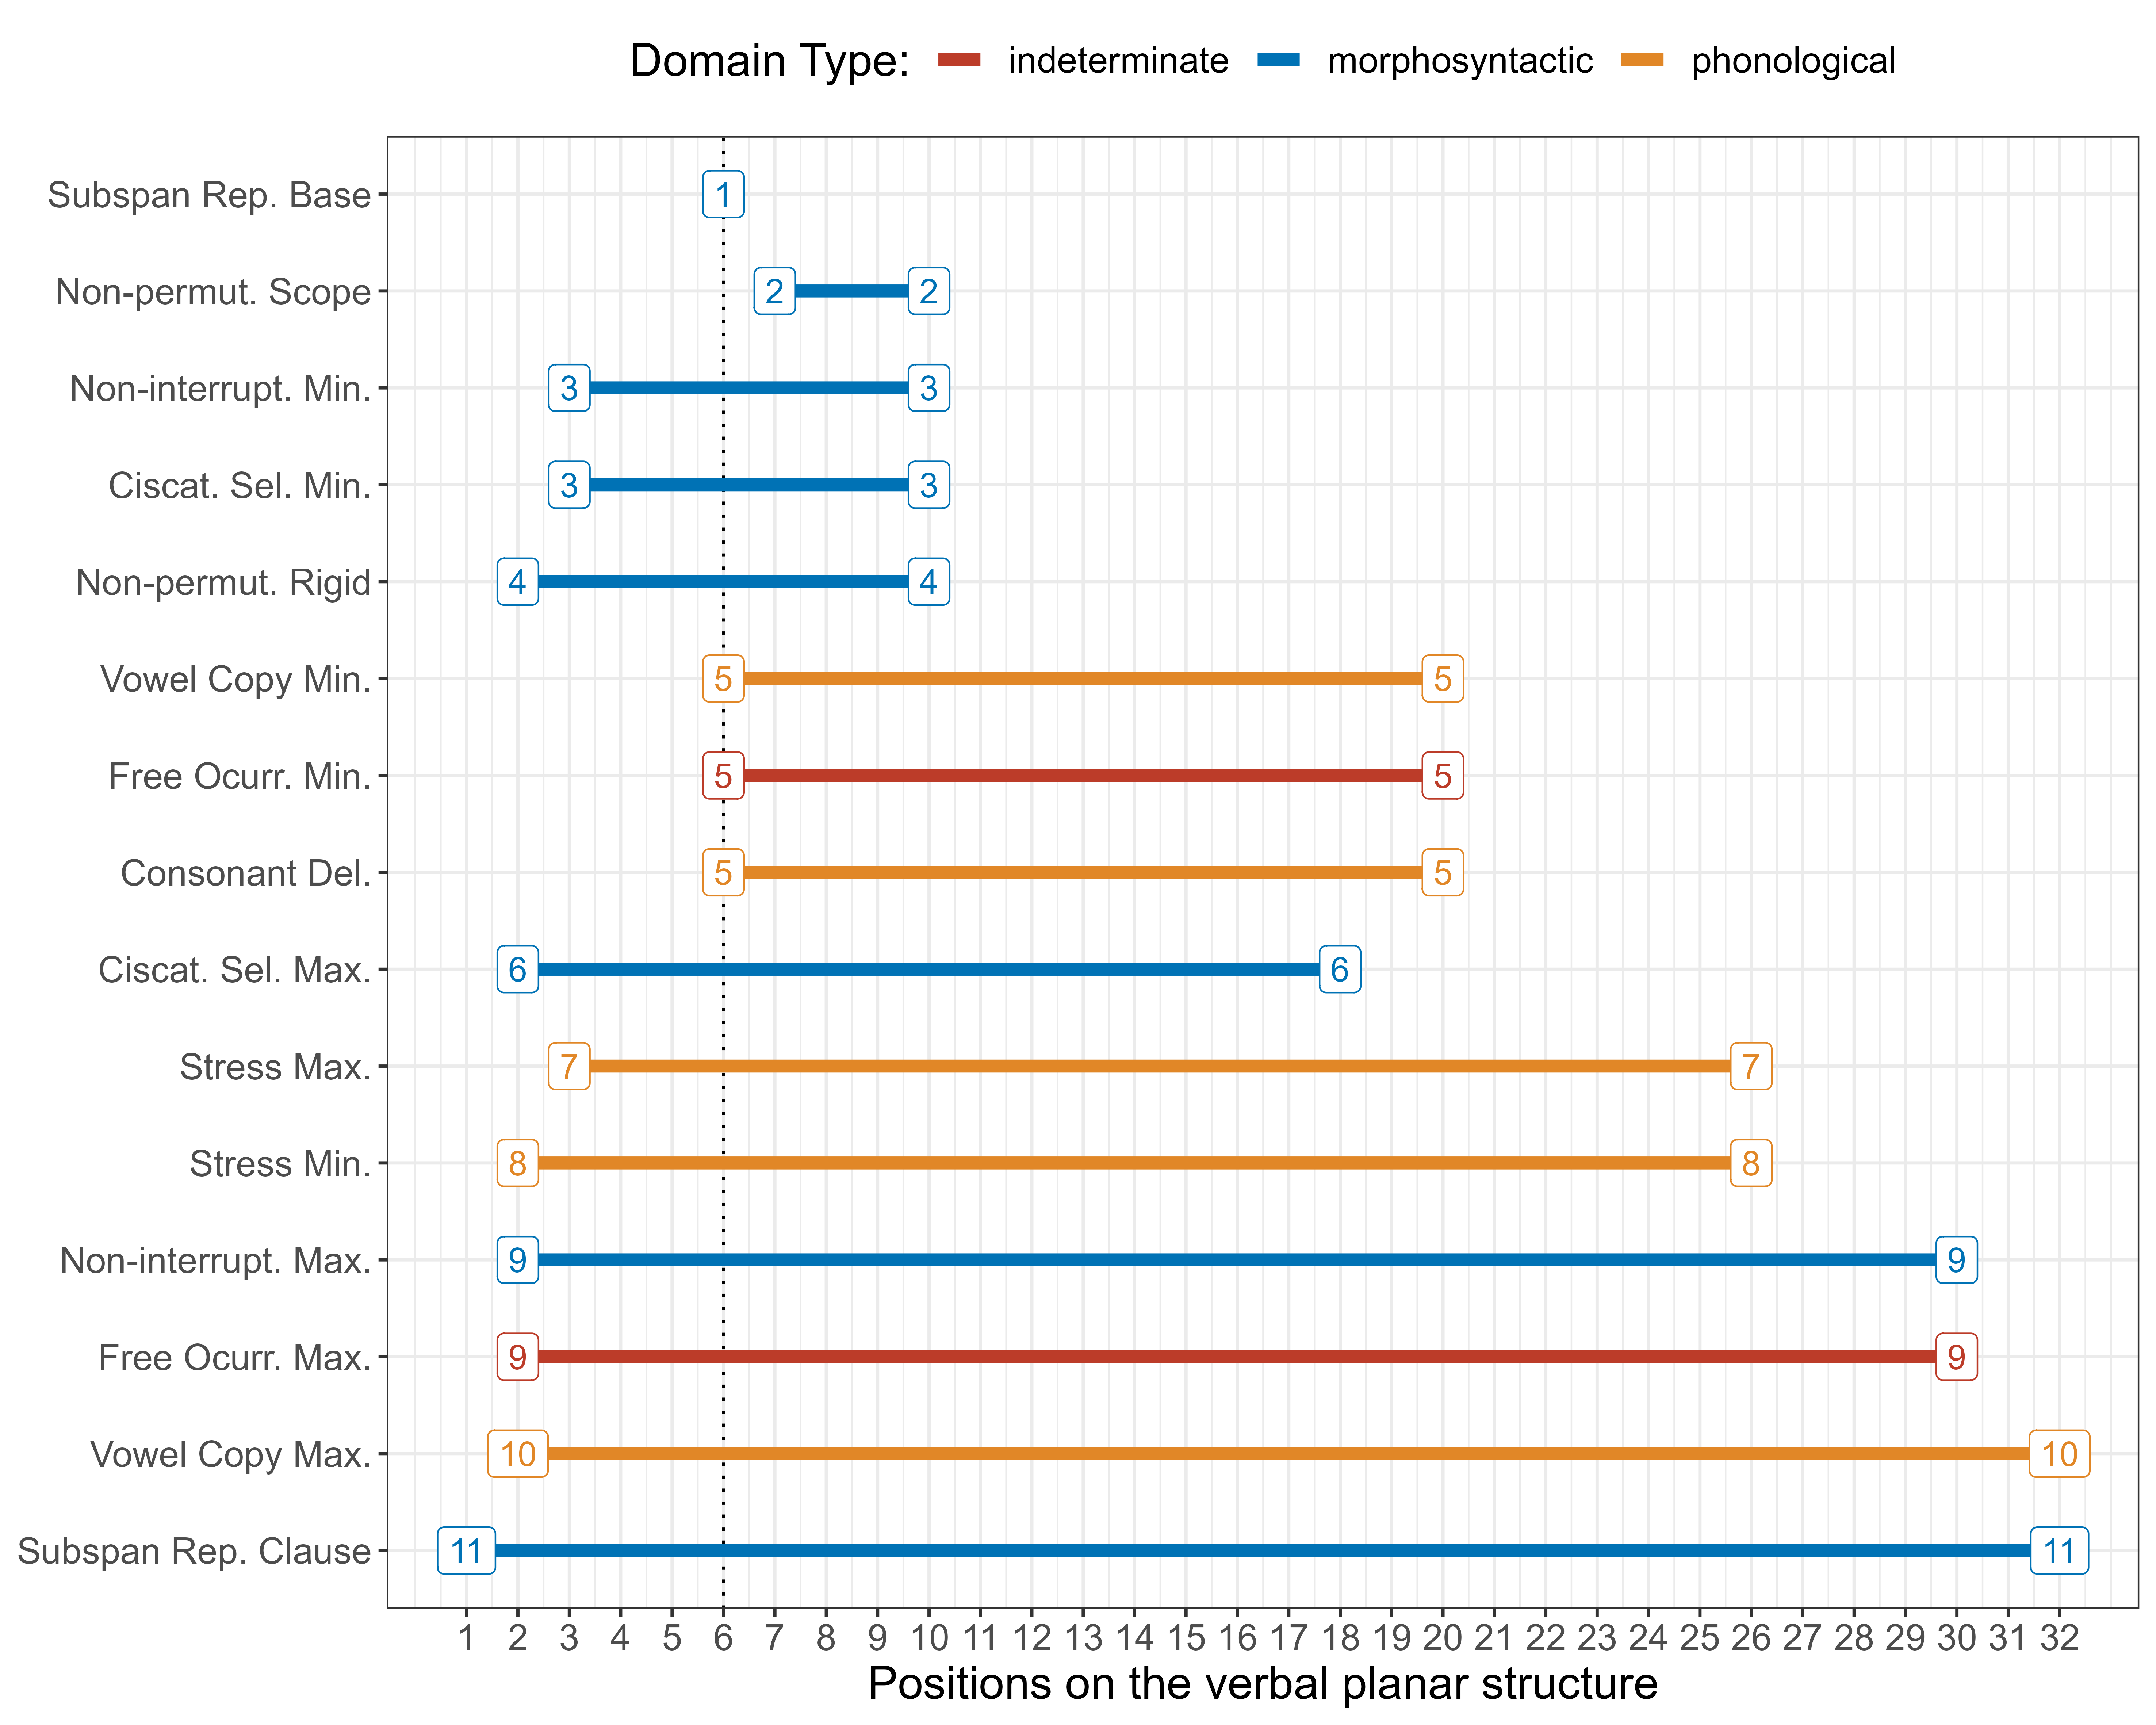 Domain Type: indeterminate morphosyntactic phonological
Subspan Rep. Base 1
Non-permut. Scope 2 2
Non-interrupt. Min. 3 3
Ciscat. Sel. Min. 3 3
Non-permut. Rigid 4 4
Vowel Copy Min. 5 5
Free Ocurr. Min. 5 5
Consonant Del. 5 5
Ciscat. Sel. Max. 6 6
Stress Max. 7 7
Stress Min. 8 8
Non-interrupt. Max. 9 9
Free Ocurr. Max. 9 9
Vowel Copy Max. 10 10
Subspan Rep. Clause 11 11
1 2 3 4 5 6 7 8 9 10 11 12 13 14 15 16 17 18 19 20 21 22 23 24 25 26 27 28 29 30 31 32
Positions on the verbal planar structure